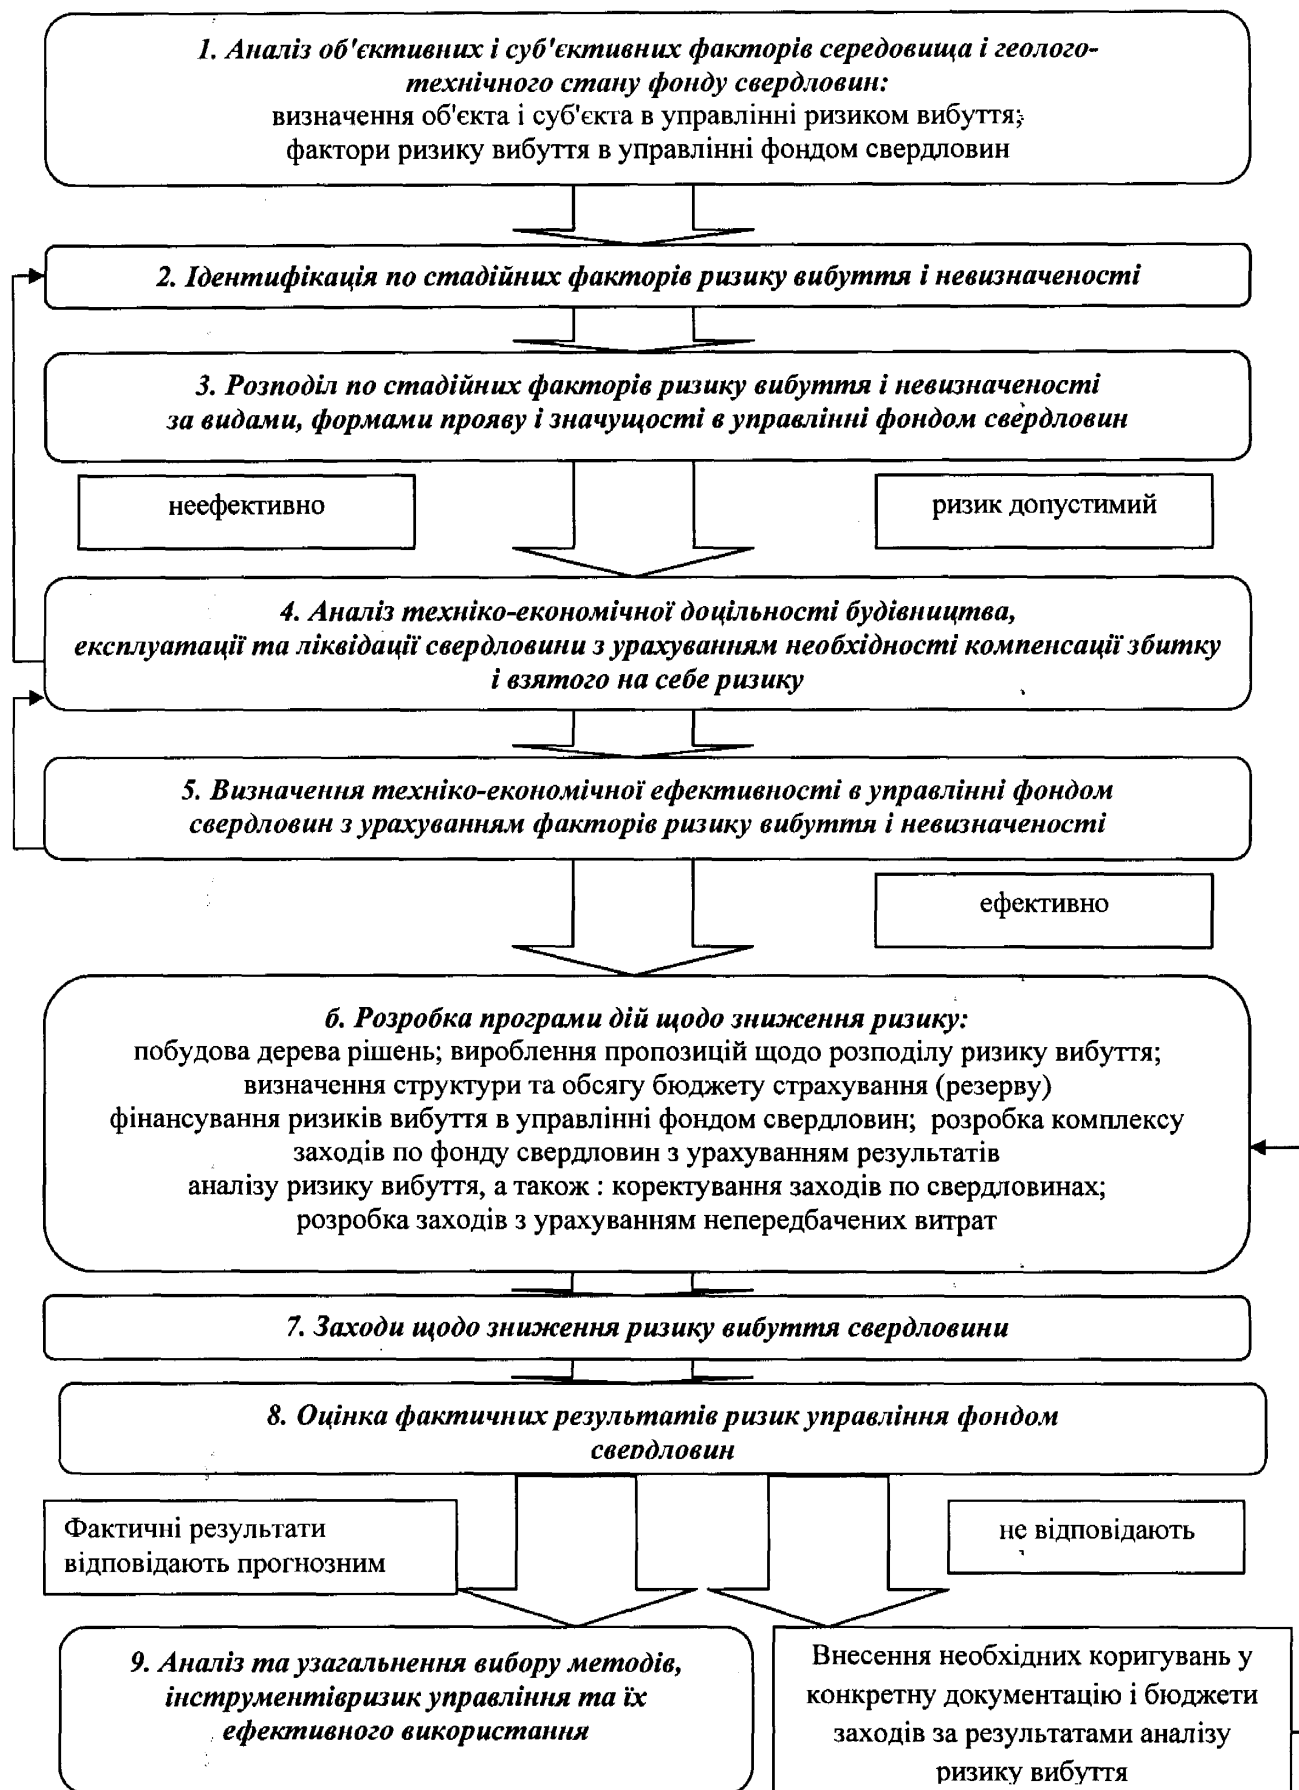 1. Аналіз об'єктивних і суб'єктивних факторів середовища і геолого-
технічного стану фонду свердловин:
визначення об'єкта і суб'єкта в управлінні ризиком вибуття;
фактори ризику вибуття в управлінні фондом свердловин
2. Ідентифікація по стадійних факторів ризику вибуття і невизначеності
3. Розподіл по стадійних факторів ризику вибуття і невизначеності
за видами, формами прояву і значущості в управлінні фондом свердловин
неефективно
ризик допустимий
4. Аналіз техніко-економічної доцільності будівництва,
експлуатації та ліквідації свердловини з урахуванням необхідності компенсації збитку
і взятого на себе ризику
5. Визначення техніко-економічної ефективності в управлінні фондом
свердловин з урахуванням факторів ризику вибуття і невизначеності
ефективно
6. Розробка програми дій щодо зниження ризику:
побудова дерева рішень; вироблення пропозицій щодо розподілу ризику вибуття;
визначення структури та обсягу бюджету страхування (резерву)
фінансування ризиків вибуття в управлінні фондом свердловин; розробка комплексу
заходів по фонду свердловин з урахуванням результатів
аналізу ризику вибуття, а також : коректування заходів по свердловинах;
розробка заходів з урахуванням непередбачених витрат
7. Заходи щодо зниження ризику вибуття свердловини
8. Оцінка фактичних результатів ризик управління фондом
свердловин
Фактичні результати
відповідають прогнозним
не відповідають
9. Аналіз та узагальнення вибору методів,
інструментівризик управління та їх
ефективного використання
Внесення необхідних коригувань у
конкретну документацію і бюджети
заходів за результатами аналізу
ризику вибуття